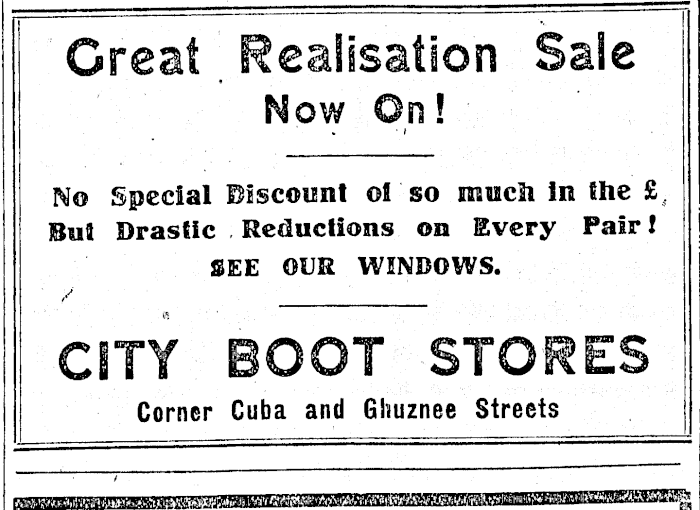 Great Realisation Sale
Now On!
No Special Discount of so much in the £,
But Drastic Reductions on Every Pair!
SEE OUR WINDOWS.
CITY BOOT STORES
Corner Cuba and Ghuznee Streets